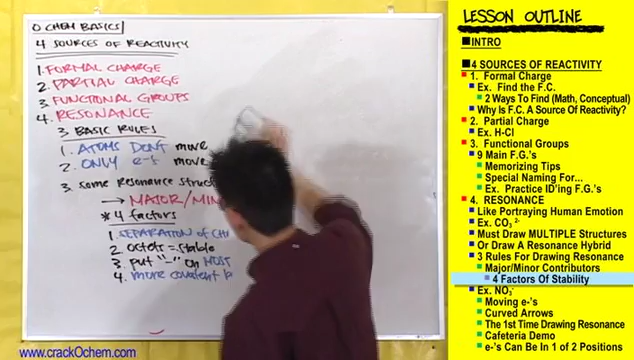 O CHEM BASICS/
4 SOURCES OF REACTIVITY
1. FORMAL CHARGE
2. PARTIAL CHARGE
3. FUNCTIONAL GROUPS
4. RESONANCE
3 BASIC RULES
1. ATOMS DON'T move
2. ONLY e-s move
3. some Resonance
→ MAJOR/
* 4 factors
1. SEPARATION OF
2. octets = stable
3. put "-" on MOST
4. more covalent
www.crackOchem.com
LESSON OUTLINE
INTRO
4 SOURCES OF REACTIVITY
1. Formal Charge
Ex. Find the F.C.
2 Ways To Find (Math, Conceptual)
Why Is F.C. A Source Of Reactivity?
2. Partial Charge
Ex. H-Cl
3. Functional Groups
9 Main F.G.'s
Memorizing Tips
Special Naming For...
Ex. Practice ID'ing F.G.'s
4. RESONANCE
Like Portraying Human Emotion
Ex. CO₃²⁻
Must Draw MULTIPLE Structures
Or Draw A Resonance Hybrid
3 Rules For Drawing Resonance
Major/Minor Contributors
4 Factors Of Stability
Ex. NO₃⁻
Moving e-'s
Curved Arrows
The 1st Time Drawing Resonance
Cafeteria Demo
e-'s Can Be In 1 of 2 Positions